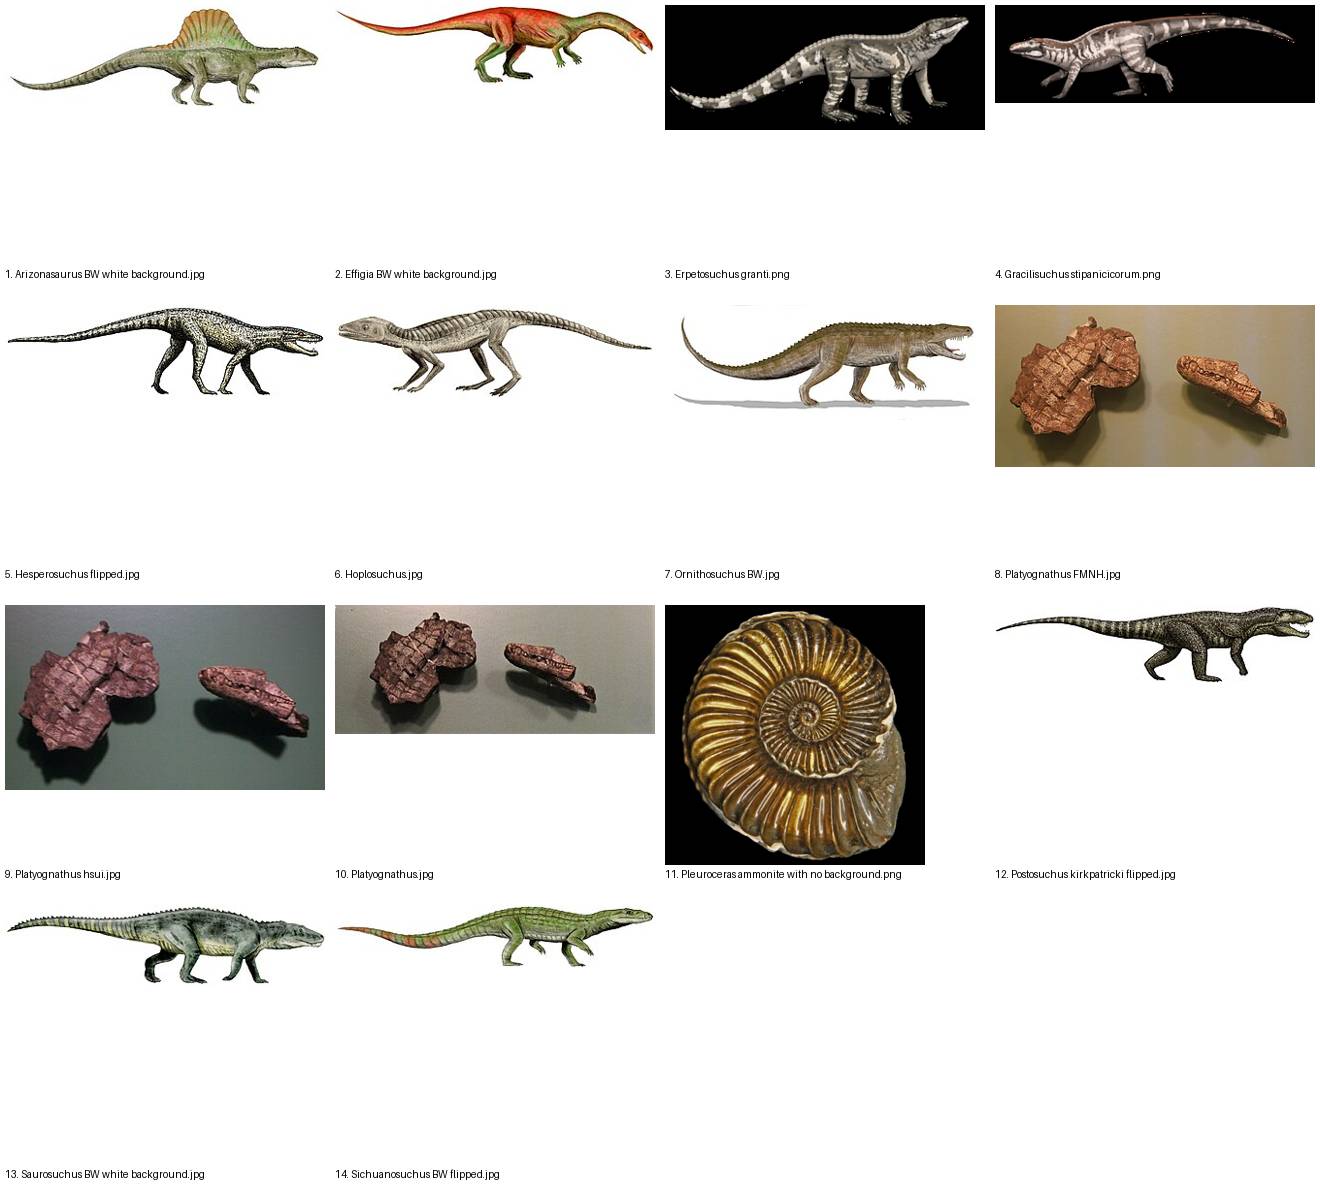 1. Arizonasaurus BW white background.jpg
2. Effigia BW white background.jpg
3. Erpetosuchus granti.png
4. Gracilisuchus stipanicicorum.png
5. Hesperosuchus flipped.jpg
6. Hoplosuchus.jpg
7. Ornithosuchus BW.jpg
8. Platyognathus FMNH.jpg
9. Platyognathus hsui.jpg
10. Platyognathus.jpg
11. Pleuroceras ammonite with no background.png
12. Postosuchus kirkpatricki flipped.jpg
13. Saurosuchus BW white background.jpg
14. Sichuanosuchus BW flipped.jpg